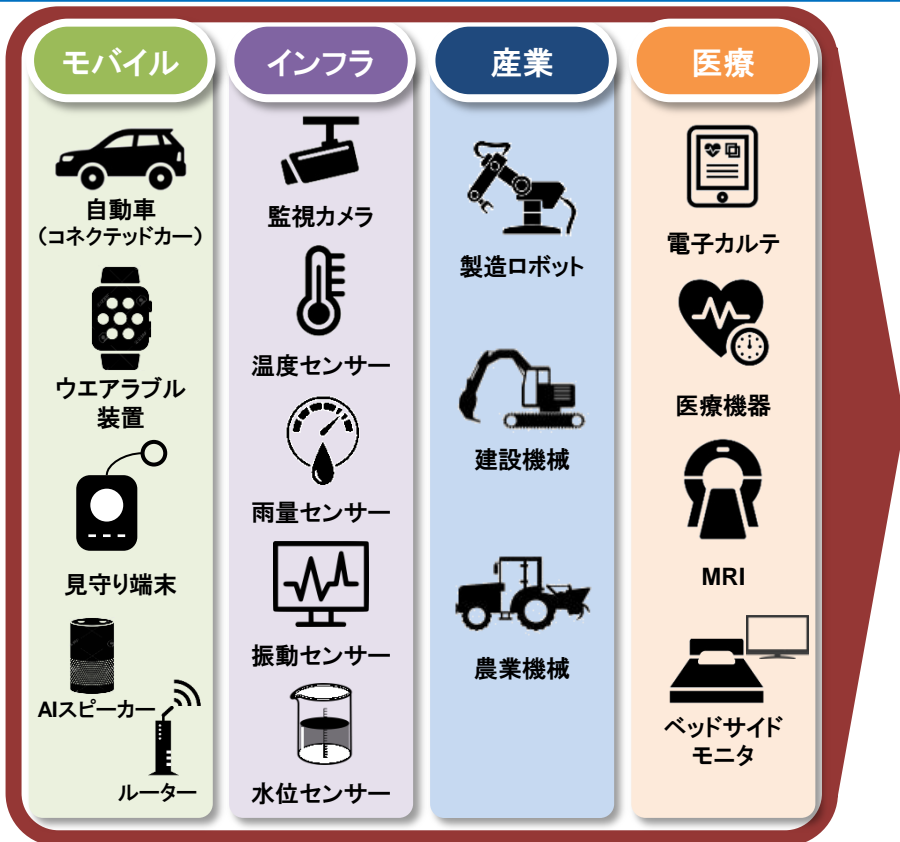 モバイル
自動車
（コネクテッドカー）
ウエアラブル
装置
見守り端末
AIスピーカー
ルーター
インフラ
監視カメラ
温度センサー
雨量センサー
振動センサー
水位センサー
産業
製造ロボット
建設機械
農業機械
医療
電子カルテ
医療機器
MRI
ベッドサイド
モニタ